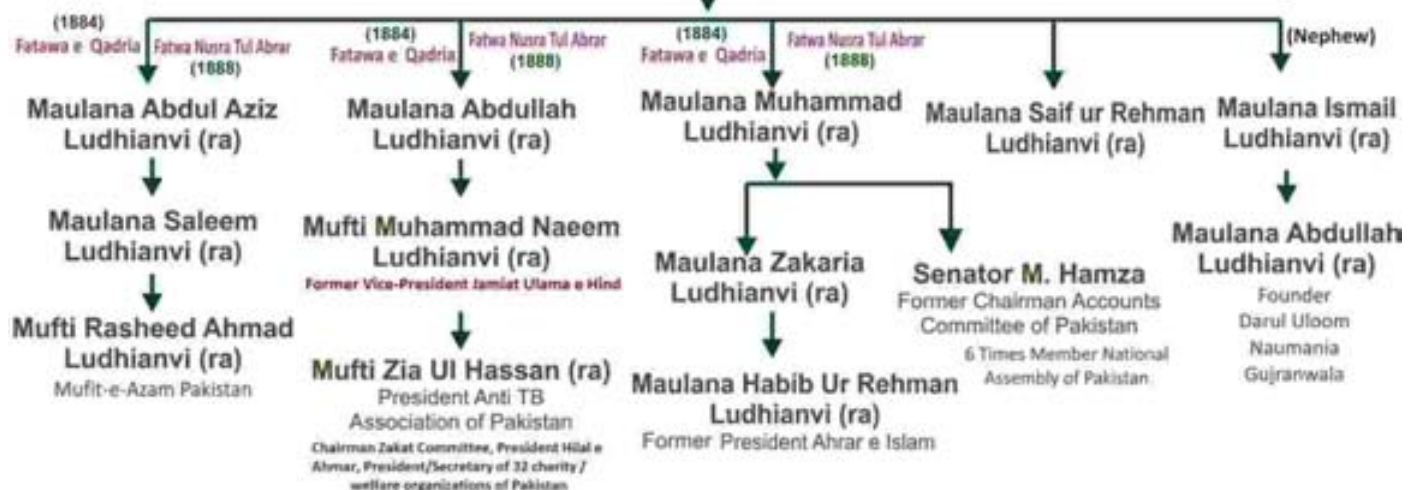 (1884)
Fatawa e Qadria
Fatwa Nusra Tul Abrar
(1888)
Maulana Abdul Aziz
Ludhianvi (ra)
Maulana Saleem
Ludhianvi (ra)
Mufti Rasheed Ahmad
Ludhianvi (ra)
Mufit-e-Azam Pakistan
(1884)
Fatawa e Qadria
Fatwa Nusra Tul Abrar
(1888)
Maulana Abdullah
Ludhianvi (ra)
Mufti Muhammad Naeem
Ludhianvi (ra)
Former Vice-President Jamiat Ulama e Hind
Mufti Zia Ul Hassan (ra)
President Anti TB
Association of Pakistan
Chairman Zakat Committee, President Hilal e
Ahmar, President/Secretary of 32 charity /
welfare organizations of Pakistan
(1884)
Fatawa e Qadria
Fatwa Nusra Tul Abrar
(1888)
Maulana Muhammad
Ludhianvi (ra)
Maulana Zakaria
Ludhianvi (ra)
Maulana Habib Ur Rehman
Ludhianvi (ra)
Former President Ahrar e Islam
Senator M. Hamza
Former Chairman Accounts
Committee of Pakistan
6 Times Member National
Assembly of Pakistan
Maulana Saif ur Rehman
Ludhianvi (ra)
(Nephew)
Maulana Ismail
Ludhianvi (ra)
Maulana Abdullah
Ludhianvi (ra)
Founder
Darul Uloom
Naumania
Gujranwala